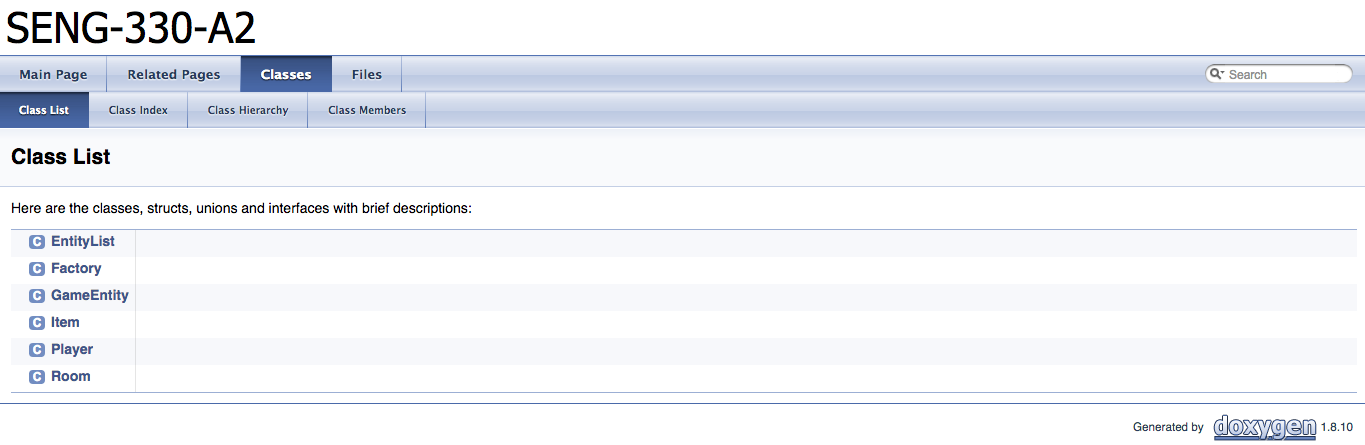 SENG-330-A2
Main Page Related Pages Classes Files Search
Class List Class Index Class Hierarchy Class Members
Class List
Here are the classes, structs, unions and interfaces with brief descriptions:
C EntityList
C Factory
C GameEntity
C Item
C Player
C Room
Generated by doxygen 1.8.10